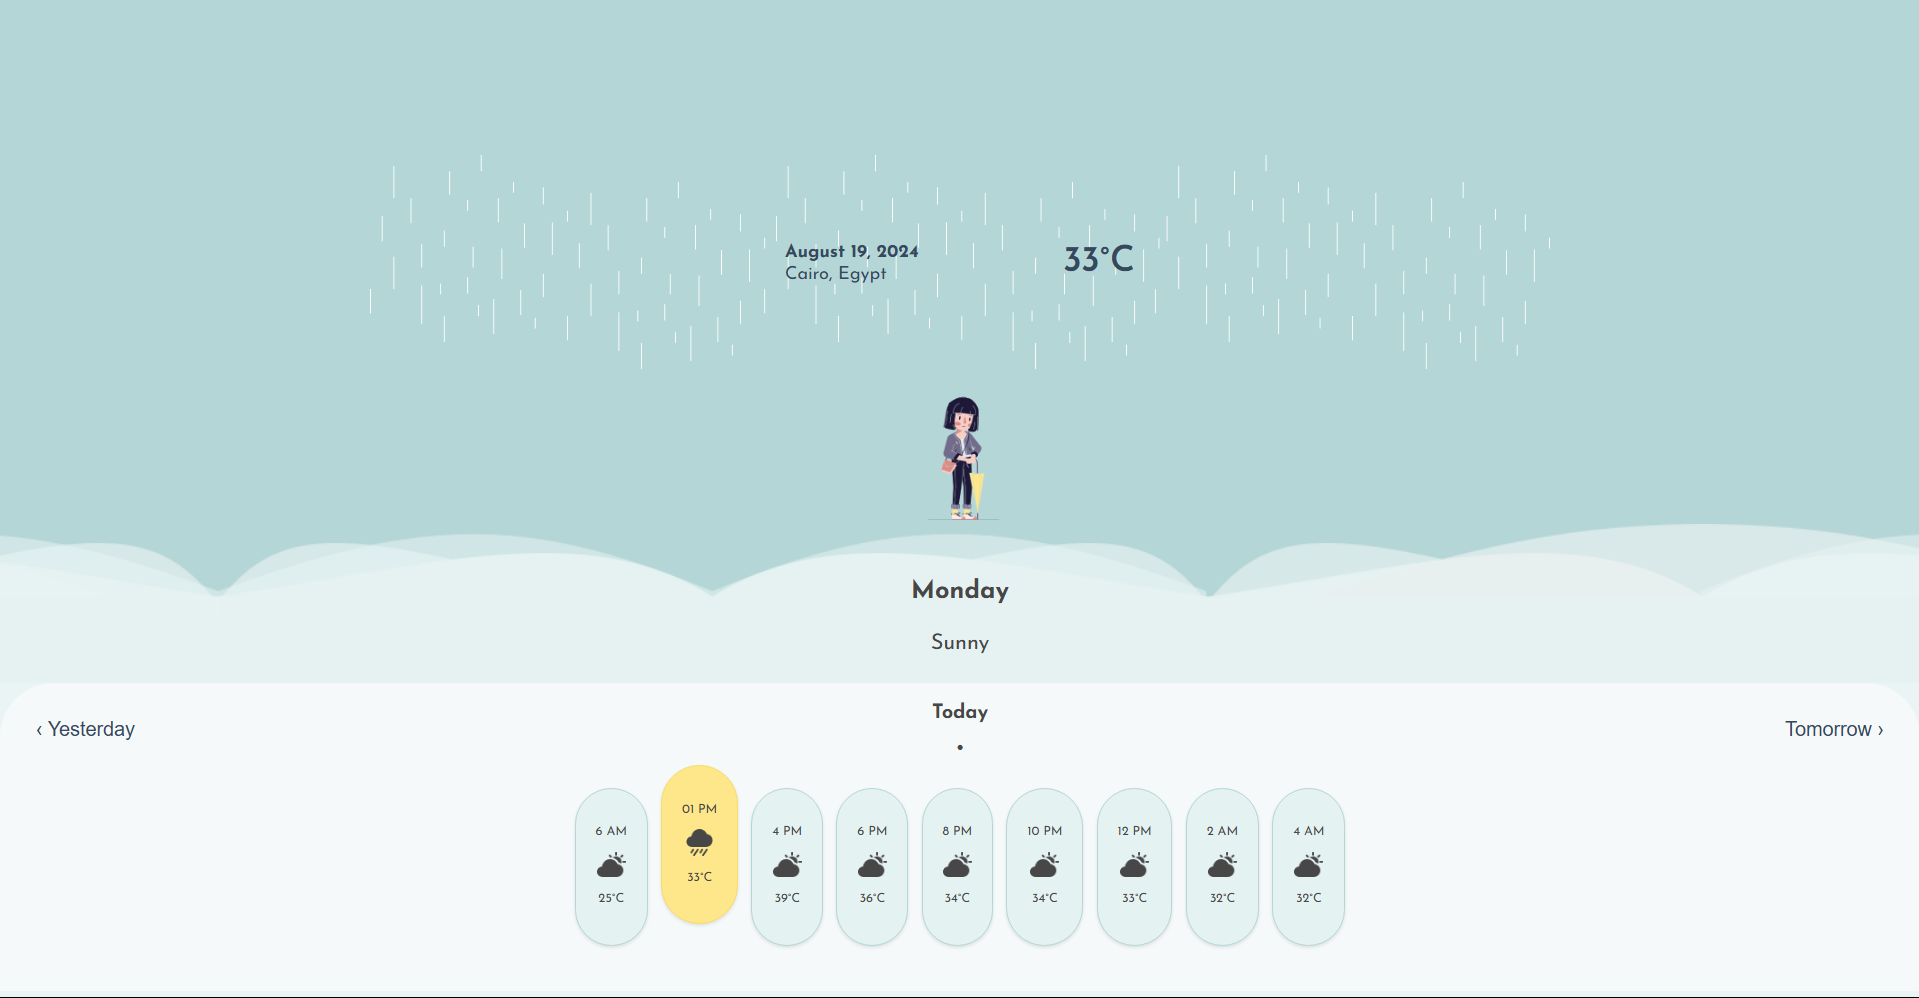 August 19, 2024
Cairo, Egypt
33°C
Monday
Sunny
Today
‹ Yesterday
Tomorrow ›
6 AM
25°C
01 PM
33°C
4 PM
39°C
6 PM
36°C
8 PM
34°C
10 PM
34°C
12 PM
33°C
2 AM
32°C
4 AM
32°C